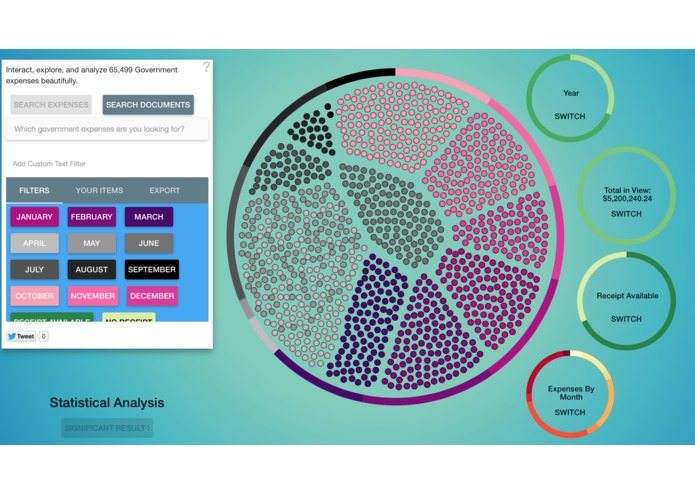 Interact, explore, and analyze 65,499 Government
expenses beautifully.
?
SEARCH EXPENSES
SEARCH DOCUMENTS
Which government expenses are you looking for?
Add Custom Text Filter
FILTERS
YOUR ITEMS
EXPORT
JANUARY
FEBRUARY
MARCH
APRIL
MAY
JUNE
JULY
AUGUST
SEPTEMBER
OCTOBER
NOVEMBER
DECEMBER
RECEIPT AVAILABLE
NO RECEIPT
Tweet
0
Statistical Analysis
SIGNIFICANT RESULT !
Year
SWITCH
Total in View:
$5,200,240.24
SWITCH
Receipt Available
SWITCH
Expenses By
Month
SWITCH